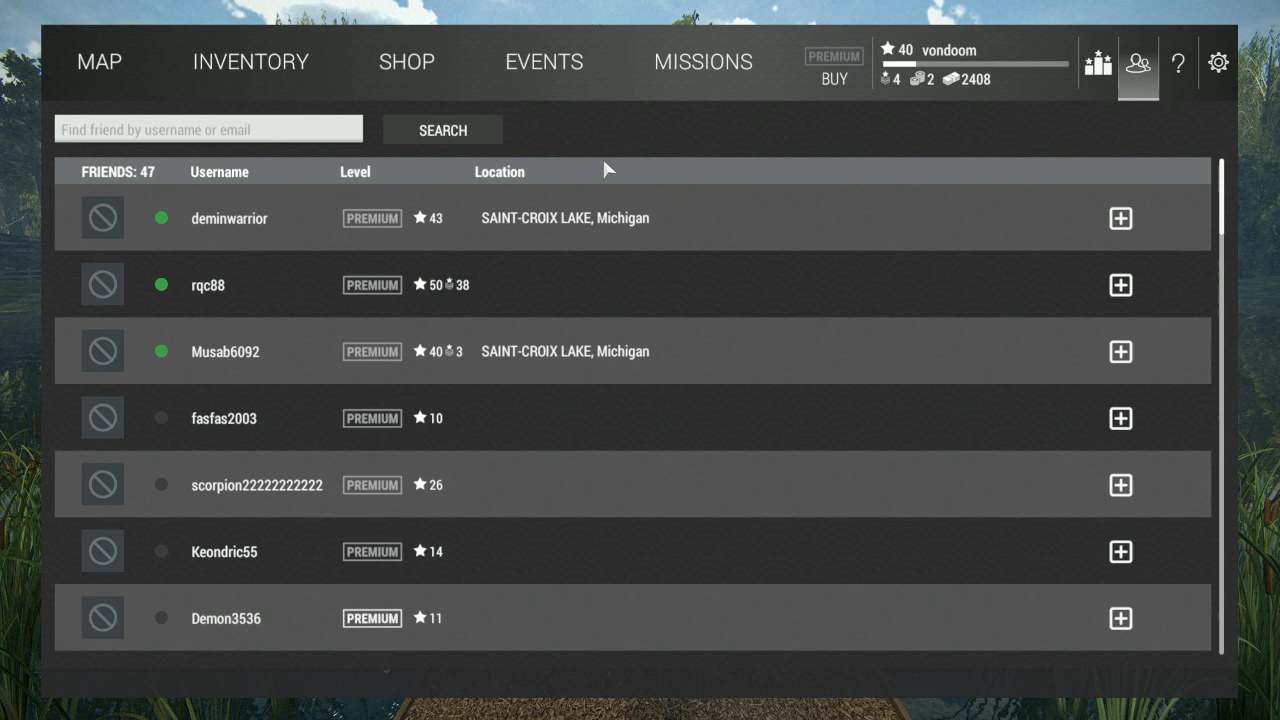 MAP INVENTORY SHOP EVENTS MISSIONS PREMIUM BUY 40 vondoom
4 2 2408 ?
Find friend by username or email SEARCH
FRIENDS: 47 Username Level Location
deminwarrior PREMIUM 43 SAINT-CROIX LAKE, Michigan
rqc88 PREMIUM 50 38
Musab6092 PREMIUM 40 3 SAINT-CROIX LAKE, Michigan
fasfas2003 PREMIUM 10
scorpion22222222222 PREMIUM 26
Keondric55 PREMIUM 14
Demon3536 PREMIUM 11